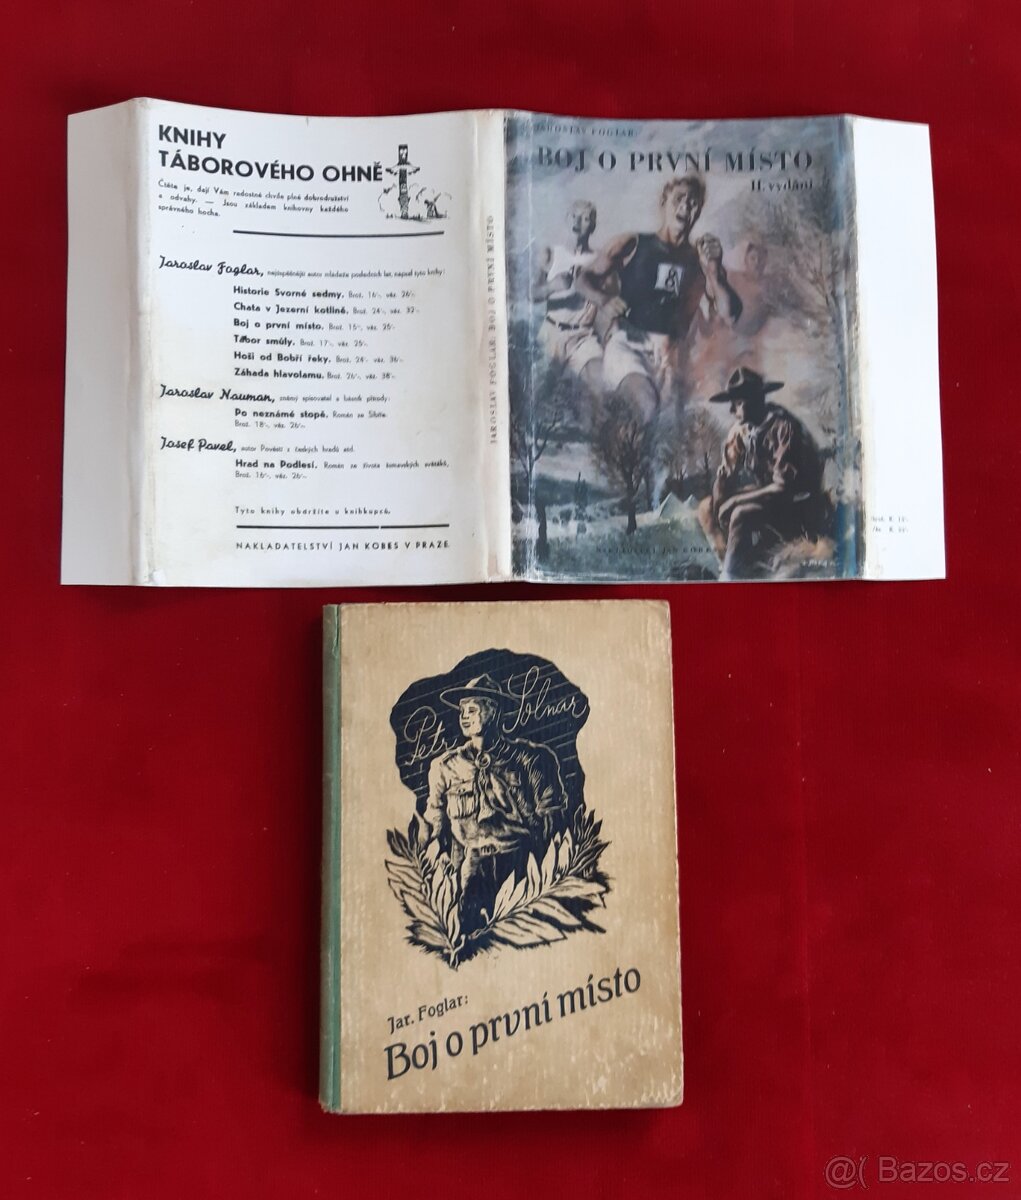 KNIHY
TÁBOROVÉHO OHNĚ
Čtěte je, dají Vám radostné chvíle plné dobrodružství
a odvahy. — Jsou základem knihovny každého
správného hocha.
Jaroslav Foglar, nejúspěšnější autor mládeže posledních let, napsal tyto knihy:
Historie Svorné sedmy. Brož. 16·-, váz. 26·-
Chata v Jezerní kotlině. Brož. 24·-, váz. 32·-
Boj o první místo. Brož. 15·-, váz. 25·-
Tábor smůly. Brož. 17·-, váz. 25·-
Hoši od Bobří řeky. Brož. 24·-, váz. 36·-
Záhada hlavolamu. Brož. 26·-, váz. 38·-
Jaroslav Nauman, známý spisovatel a básník přírody:
Po neznámé stopě. Román ze Sibiře.
Brož. 18·-, váz. 26·-
Josef Pavel, autor Pověstí z českých hradů atd.
Hrad na Podlesí. Román ze života šumavských
Brož. 16·-, váz. 26·-
Tyto knihy obdržíte u knihkupců.
NAKLADATELSTVÍ JAN KOBES V PRAZE
JAROSLAV FOGLAR: BOJ O PRVNÍ MÍSTO
JAROSLAV FOGLAR:
BOJ O PRVNÍ MÍSTO
II. vydání
8
JAN KOBES
Petr Solnar
Jar. Foglar:
Boj o první místo
@( Bazos.cz